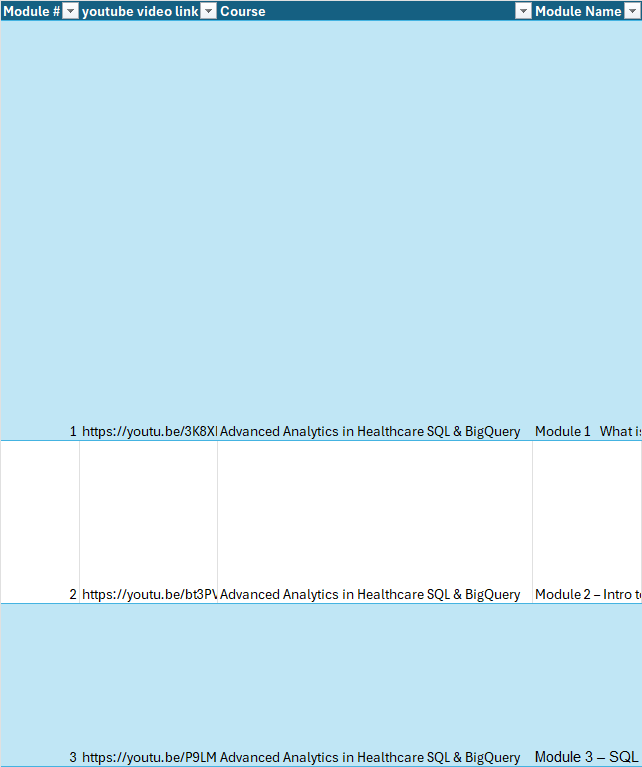 Module # youtube video link Course Module Name
1 https://youtu.be/3K8X Advanced Analytics in Healthcare SQL & BigQuery Module 1 What is
2 https://youtu.be/bt3PV Advanced Analytics in Healthcare SQL & BigQuery Module 2 – Intro to
3 https://youtu.be/P9LM Advanced Analytics in Healthcare SQL & BigQuery Module 3 – SQL